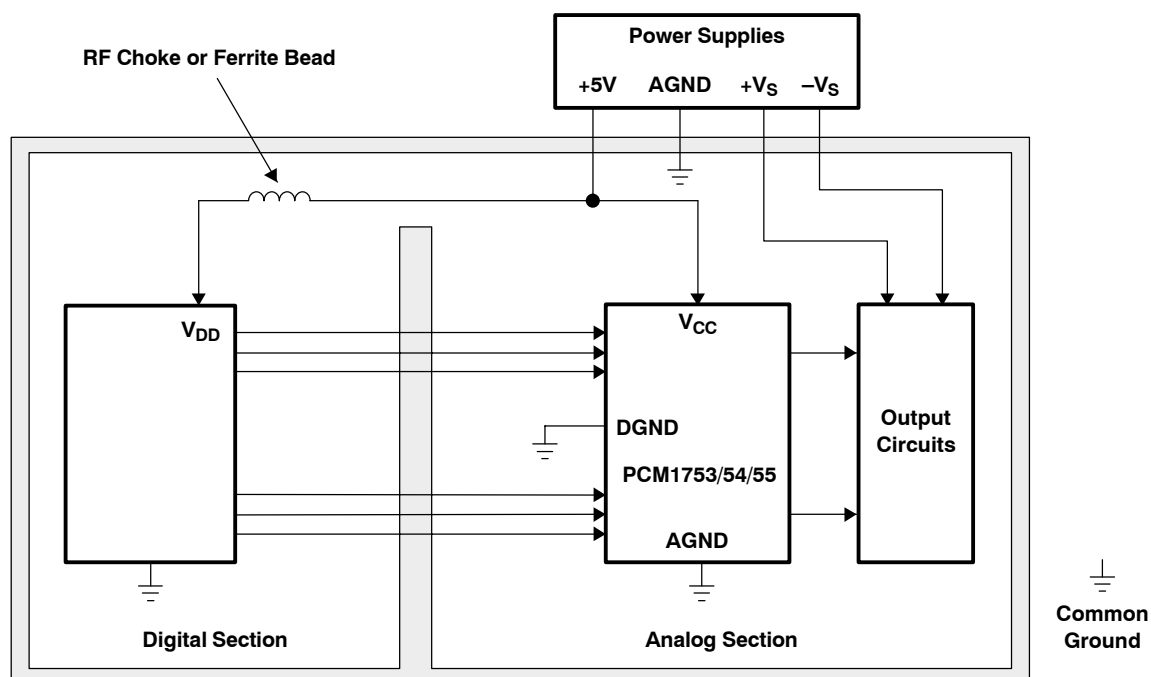 Power Supplies
RF Choke or Ferrite Bead
+5V AGND +VS –VS
VDD
VCC
DGND
Output
Circuits
PCM1753/54/55
AGND
Common
Ground
Digital Section
Analog Section